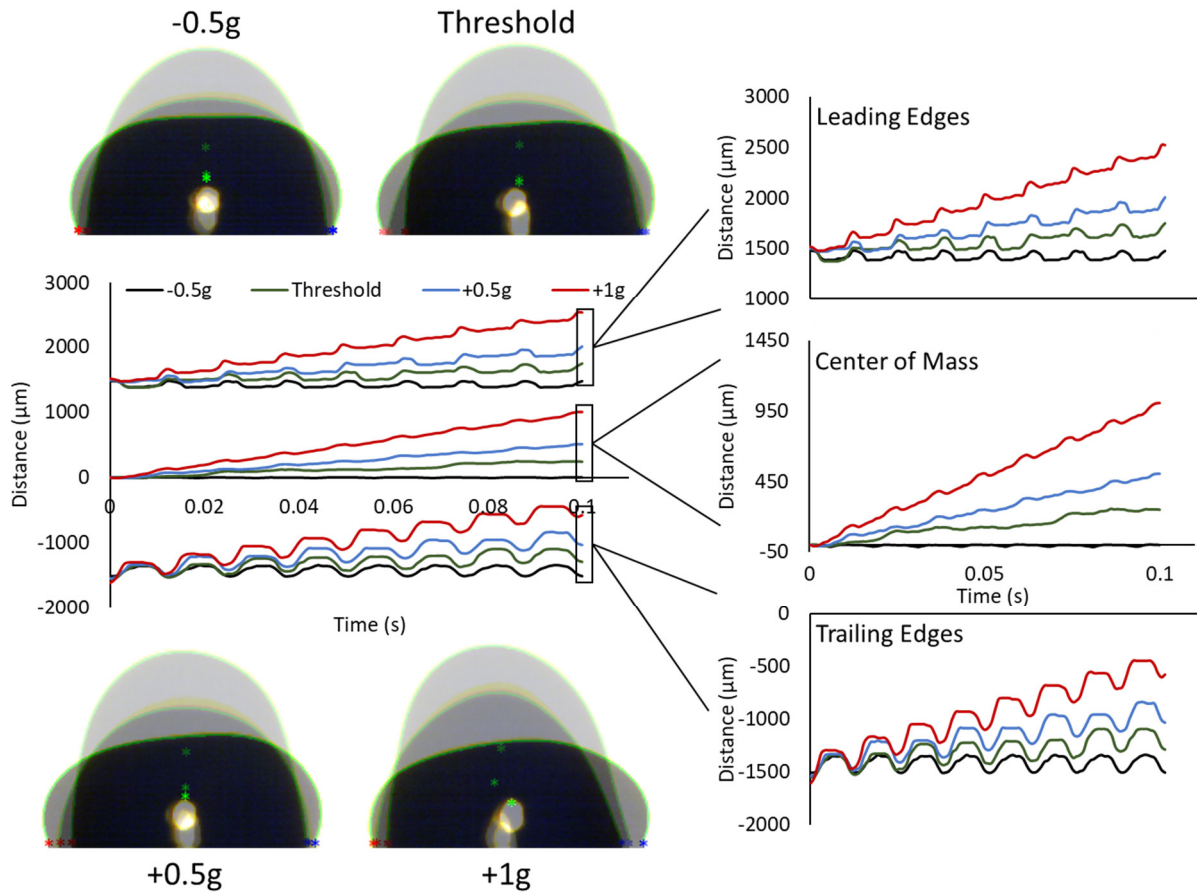 -0.5g
Threshold
3000
2000
1000
0
-1000
-2000
Distance (µm)
-0.5g
Threshold
+0.5g
+1g
0
0.02
0.04
0.06
0.08
0.1
Time (s)
+0.5g
+1g
Leading Edges
3000
2500
2000
1500
1000
Distance (µm)
Center of Mass
1450
950
450
-50
Distance (µm)
0
0.05
0.1
Time (s)
Trailing Edges
0
-500
-1000
-1500
-2000
Distance (µm)